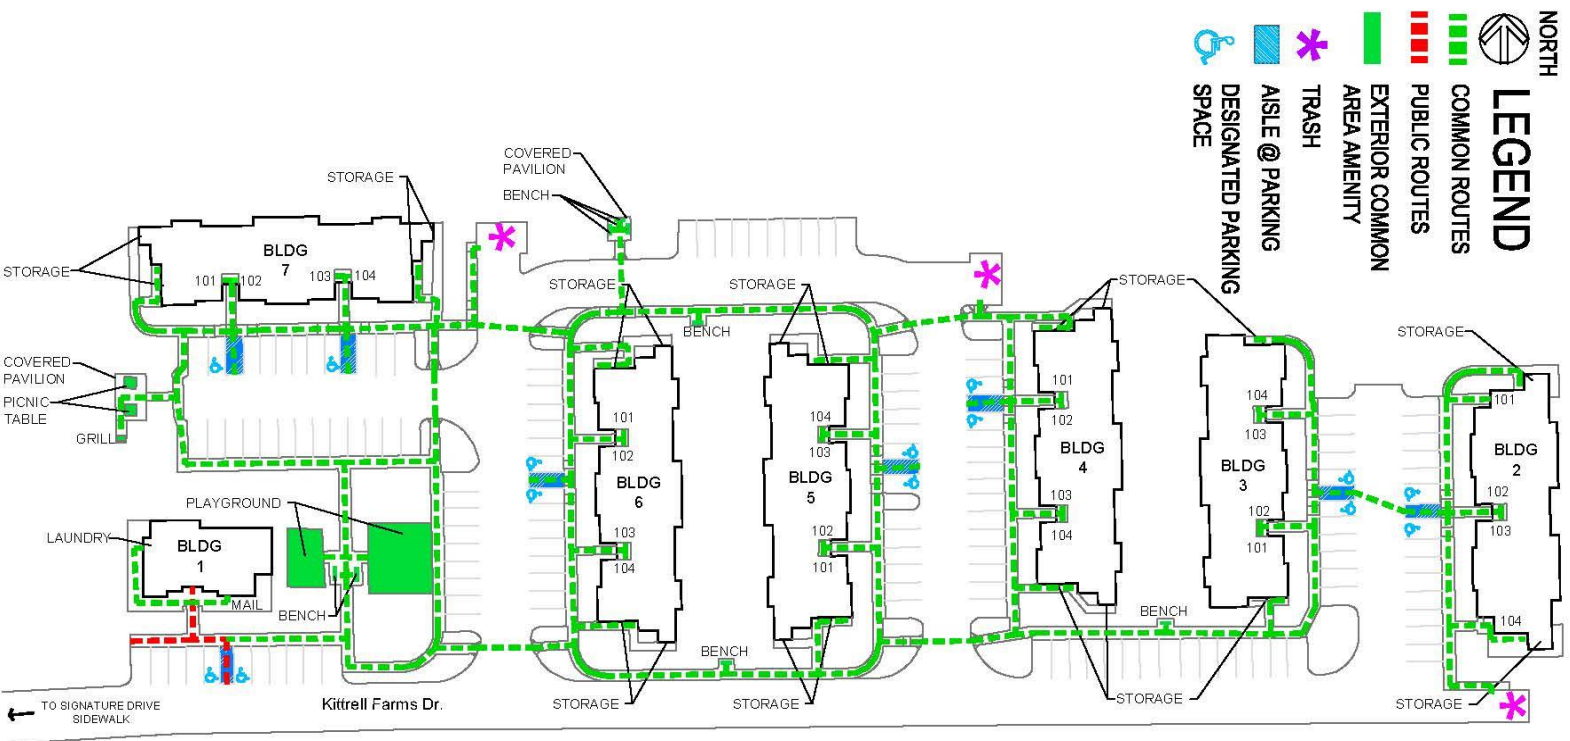 NORTH
LEGEND
COMMON ROUTES
PUBLIC ROUTES
EXTERIOR COMMON
AREA AMENITY
TRASH
AISLE @ PARKING
DESIGNATED PARKING
SPACE
COVERED
PAVILION
BENCH
STORAGE
STORAGE
BLDG
7
101
102
103
104
STORAGE
STORAGE
BENCH
STORAGE
STORAGE
COVERED
PAVILION
PICNIC
TABLE
GRILL
101
102
BLDG
6
103
104
104
103
BLDG
5
102
101
101
102
BLDG
4
103
104
104
103
BLDG
3
102
101
101
BLDG
2
102
103
104
PLAYGROUND
LAUNDRY
BLDG
1
MAIL
BENCH
BENCH
BENCH
STORAGE
STORAGE
STORAGE
STORAGE
Kittrell Farms Dr.
TO SIGNATURE DRIVE
SIDEWALK